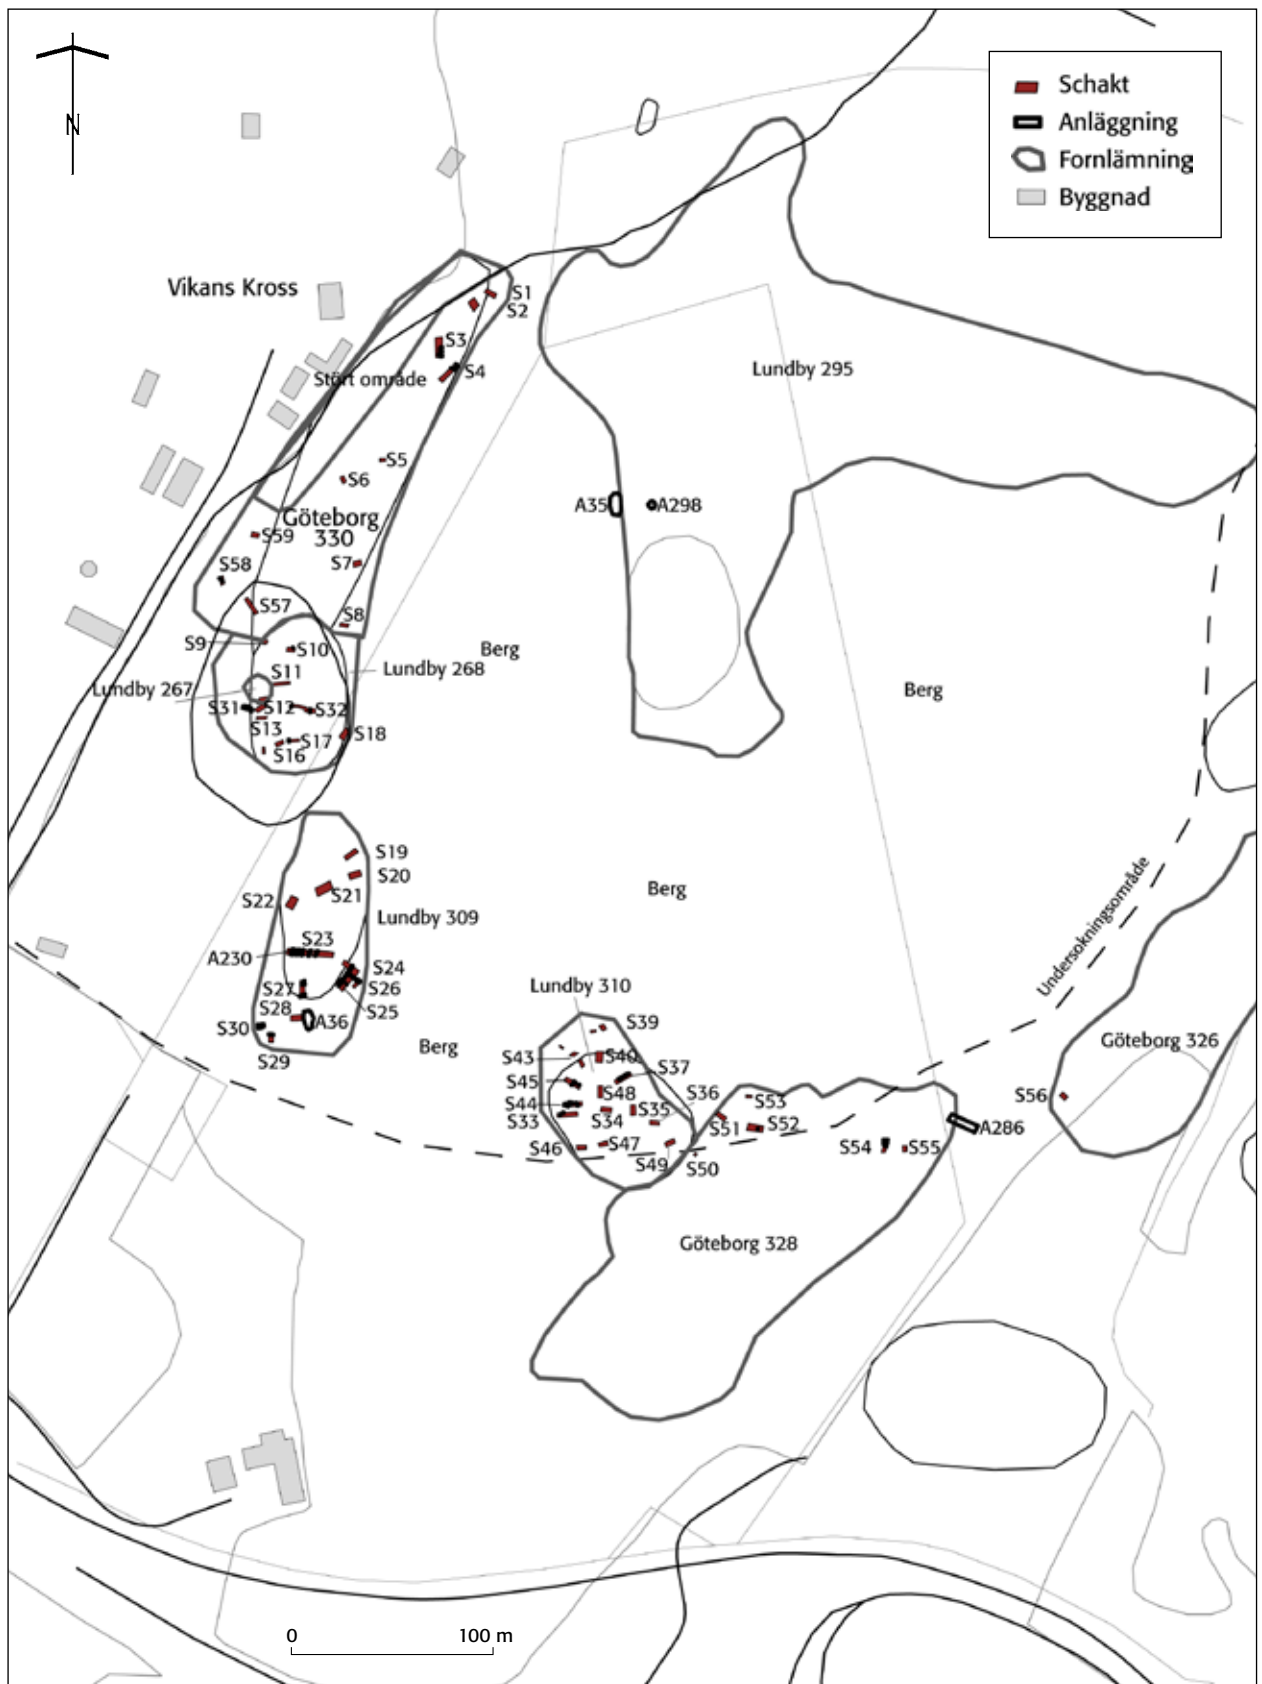 N
Schakt
Anläggning
Fornlämning
Byggnad
Vikans Kross
S1
S2
S3
S4
Stört område
Lundby 295
S5
S6
A35
A298
Göteborg
330
S59
S7
S58
S57
S8
S9
S10
Berg
Lundby 268
S11
Lundby 267
Berg
S31
S12
S32
S13
S18
S17
S16
S19
S20
S21
S22
Berg
Lundby 309
S23
A230
S24
S27
S26
S25
S28
A36
S30
S29
Berg
Undersokningsområde
Lundby 310
S39
S43
S40
S37
S45
S48
S36
S44
S35
S33
S34
S53
S51
S52
S46
S47
S49
S50
S54
S55
A286
S56
Göteborg 326
Göteborg 328
0
100 m